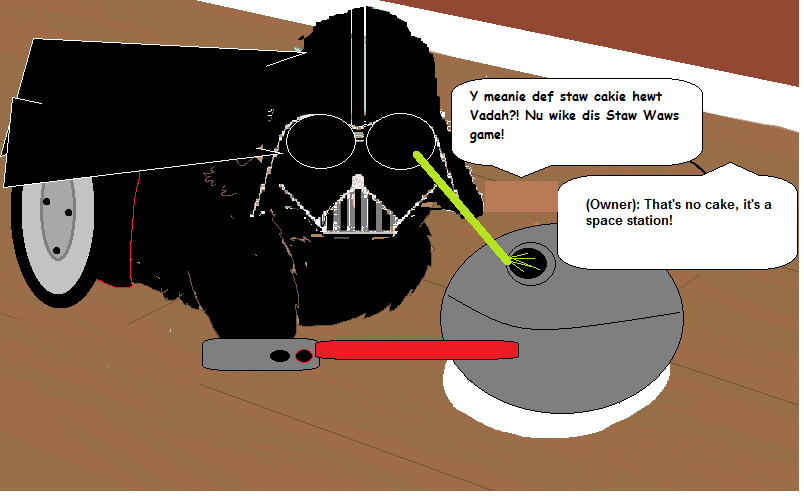 Y meanie def staw cakie hewt
Vadah?! Nu wike dis Staw Waws
game!
(Owner): That's no cake, it's a
space station!